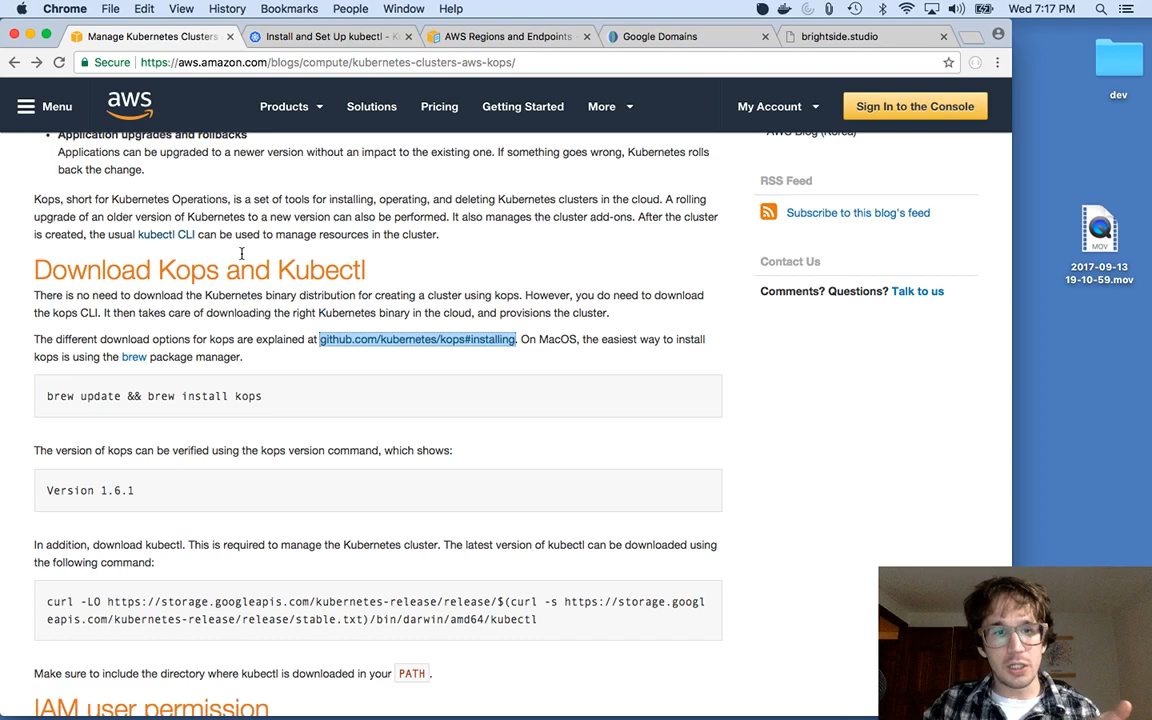 Chrome File Edit View History Bookmarks People Window Help Wed 7:17 PM
Manage Kubernetes Clusters Install and Set Up kubectl - AWS Regions and Endpoints - Google Domains brightside.studio
Secure https://aws.amazon.com/blogs/compute/kubernetes-clusters-aws-kops/
Menu aws Products Solutions Pricing Getting Started More My Account Sign In to the Console
Application upgrades and rollbacks
Applications can be upgraded to a newer version without an impact to the existing one. If something goes wrong, Kubernetes rolls
back the change.
Kops, short for Kubernetes Operations, is a set of tools for installing, operating, and deleting Kubernetes clusters in the cloud. A rolling
upgrade of an older version of Kubernetes to a new version can also be performed. It also manages the cluster add-ons. After the cluster
is created, the usual kubectl CLI can be used to manage resources in the cluster.
Download Kops and Kubectl
There is no need to download the Kubernetes binary distribution for creating a cluster using kops. However, you do need to download
the kops CLI. It then takes care of downloading the right Kubernetes binary in the cloud, and provisions the cluster.
The different download options for kops are explained at github.com/kubernetes/kops#installing. On MacOS, the easiest way to install
kops is using the brew package manager.
brew update && brew install kops
The version of kops can be verified using the kops version command, which shows:
Version 1.6.1
In addition, download kubectl. This is required to manage the Kubernetes cluster. The latest version of kubectl can be downloaded using
the following command:
curl -LO https://storage.googleapis.com/kubernetes-release/release/$(curl -s https://storage.googl
eapis.com/kubernetes-release/release/stable.txt)/bin/darwin/amd64/kubectl
Make sure to include the directory where kubectl is downloaded in your PATH.
IAM user permission
AWS Blog (Korea)
RSS Feed
Subscribe to this blog's feed
Contact Us
Comments? Questions? Talk to us
dev
MOV
2017-09-13
19-10-59.mov